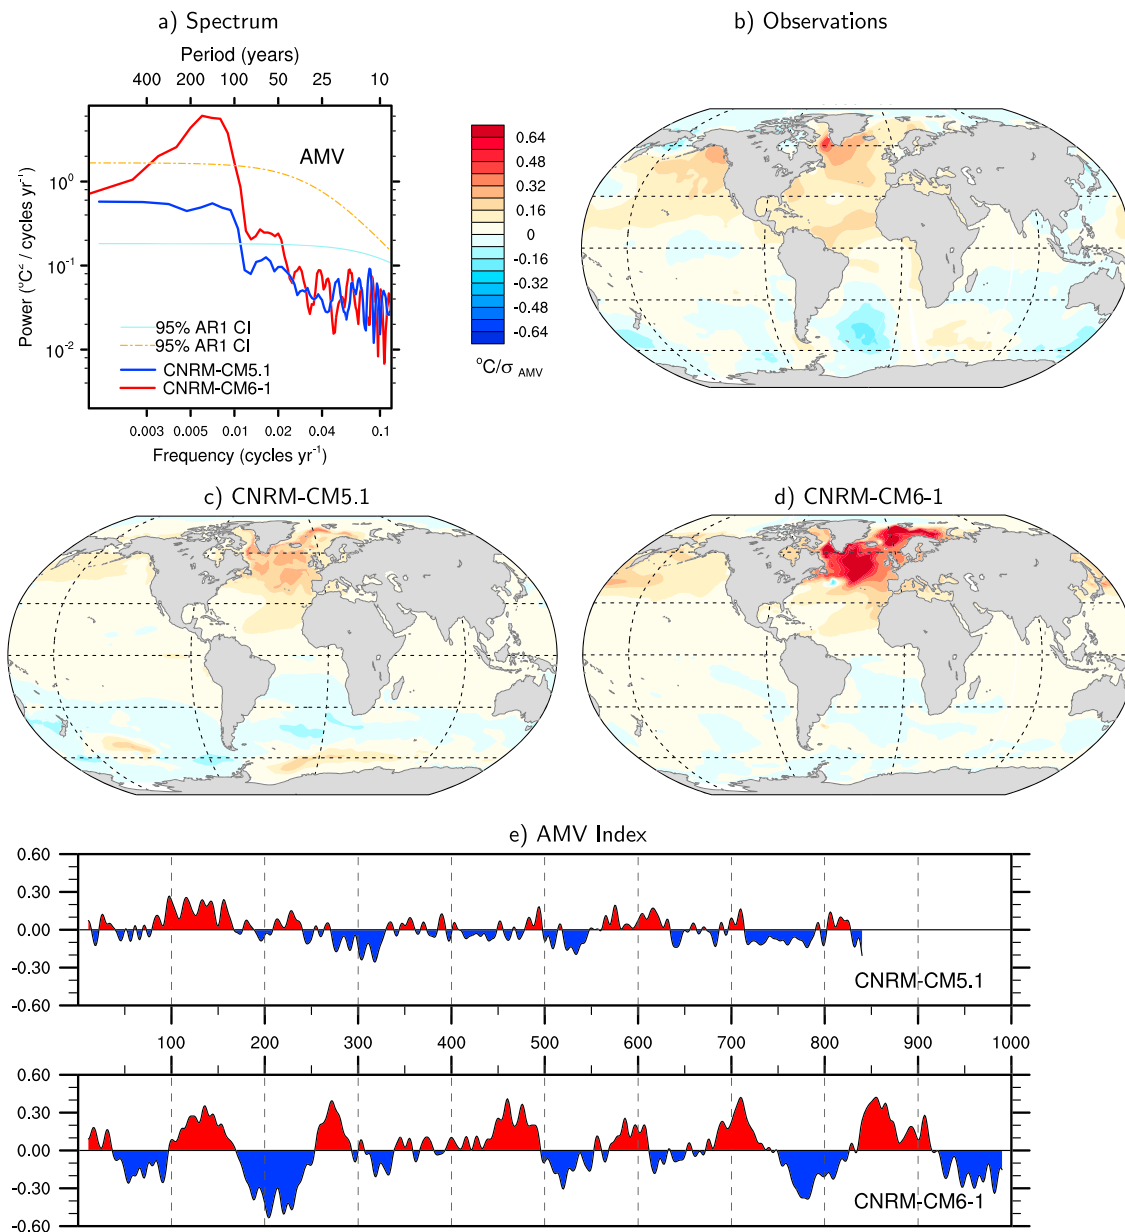 a) Spectrum
b) Observations
Period (years)
400 200 100 50 25 10
AMV
10⁰
10⁻¹
10⁻²
Power (°C² / cycles yr⁻¹)
95% AR1 CI
95% AR1 CI
CNRM-CM5.1
CNRM-CM6-1
0.003 0.005 0.01 0.02 0.04 0.1
Frequency (cycles yr⁻¹)
0.64
0.48
0.32
0.16
0
-0.16
-0.32
-0.48
-0.64
°C/σ AMV
c) CNRM-CM5.1
d) CNRM-CM6-1
e) AMV Index
0.60
0.30
0.00
-0.30
-0.60
CNRM-CM5.1
100 200 300 400 500 600 700 800 900 1000
0.60
0.30
0.00
-0.30
-0.60
CNRM-CM6-1